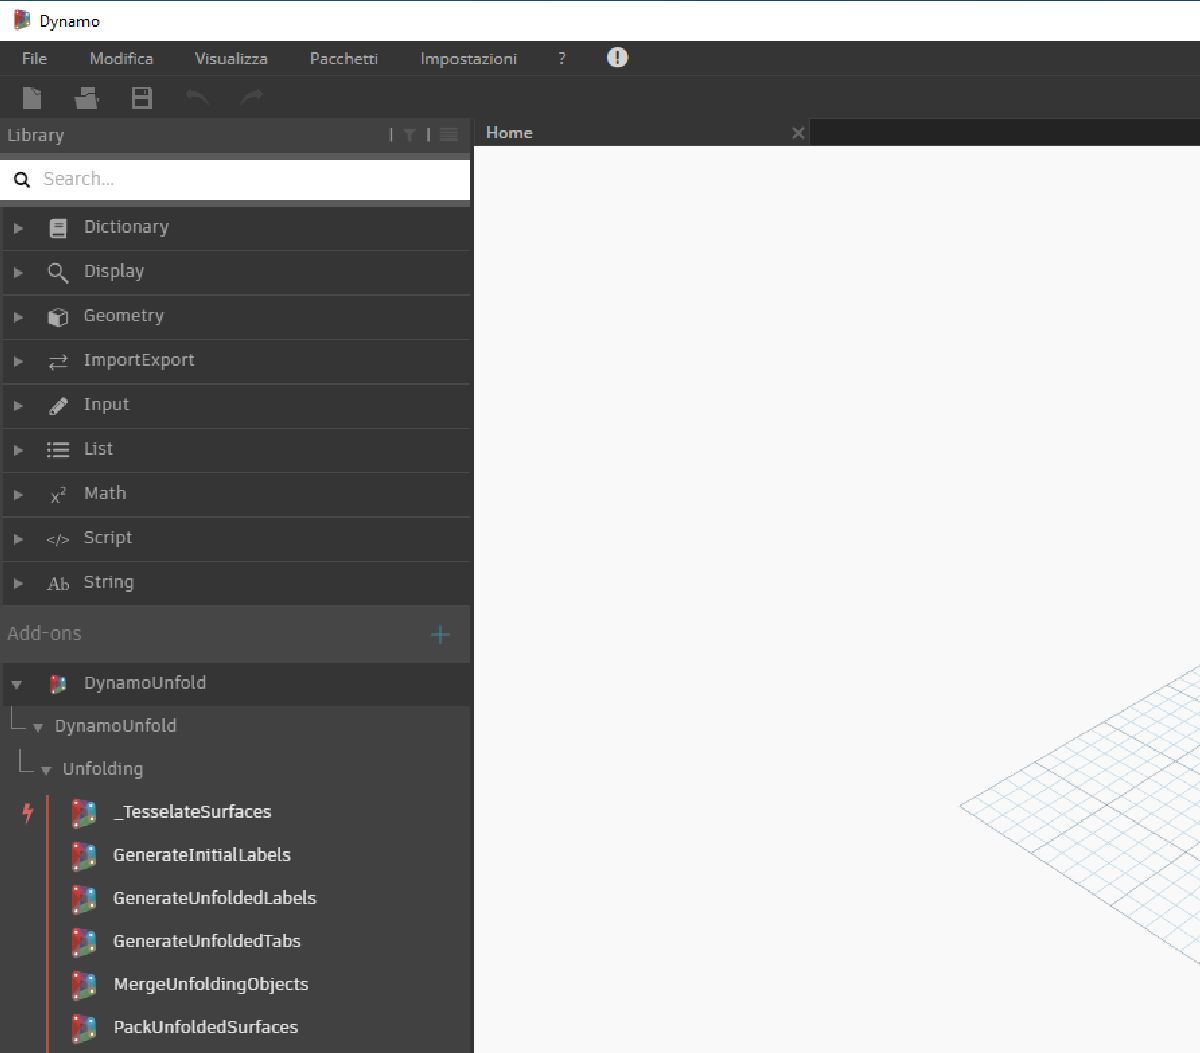 Dynamo
File Modifica Visualizza Pacchetti Impostazioni ?
Library
Home
Search...
Dictionary
Display
Geometry
ImportExport
Input
List
x² Math
</> Script
Ab String
Add-ons
DynamoUnfold
DynamoUnfold
Unfolding
_TesselateSurfaces
GenerateInitialLabels
GenerateUnfoldedLabels
GenerateUnfoldedTabs
MergeUnfoldingObjects
PackUnfoldedSurfaces